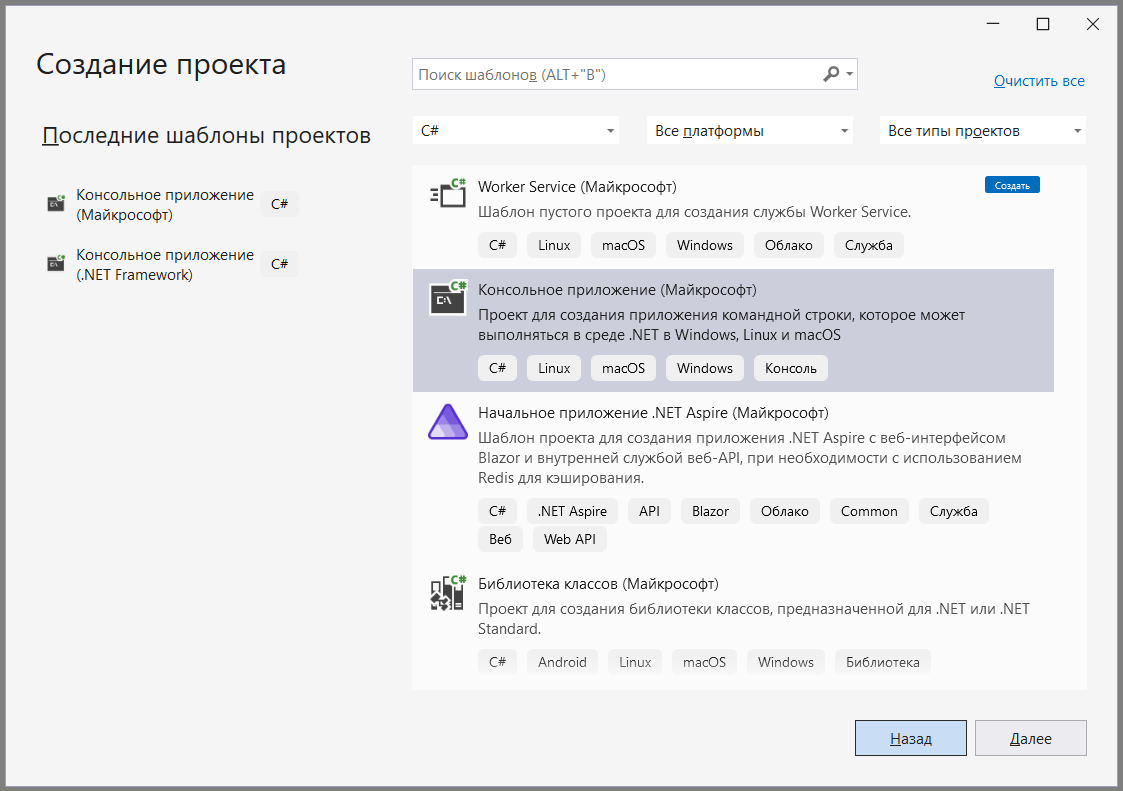 Создание проекта
Поиск шаблонов (ALT+"В")
Очистить все
Последние шаблоны проектов
C#
Все платформы
Все типы проектов
Консольное приложение
(Майкрософт)
C#
Консольное приложение
(.NET Framework)
C#
C#
Worker Service (Майкрософт)
Создать
Шаблон пустого проекта для создания службы Worker Service.
C# Linux macOS Windows Облако Служба
C#
C:\
Консольное приложение (Майкрософт)
Проект для создания приложения командной строки, которое может
выполняться в среде .NET в Windows, Linux и macOS
C# Linux macOS Windows Консоль
Начальное приложение .NET Aspire (Майкрософт)
Шаблон проекта для создания приложения .NET Aspire с веб-интерфейсом
Blazor и внутренней службой веб-API, при необходимости с использованием
Redis для кэширования.
C# .NET Aspire API Blazor Облако Common Служба
Веб Web API
C#
Библиотека классов (Майкрософт)
Проект для создания библиотеки классов, предназначенной для .NET или .NET
Standard.
C# Android Linux macOS Windows Библиотека
Назад
Далее